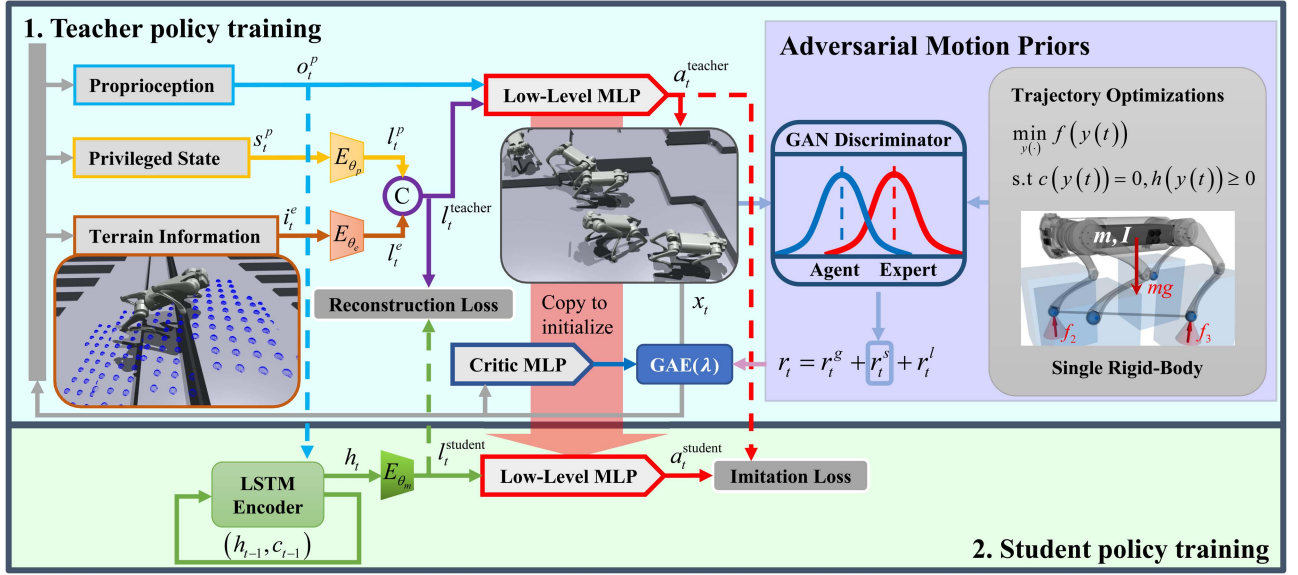 1. Teacher policy training
Adversarial Motion Priors
Proprioception
o_t^p
Low-Level MLP
a_t^teacher
Privileged State
s_t^p
E_θp
l_t^p
C
l_t^teacher
Terrain Information
i_t^e
E_θe
l_t^e
Reconstruction Loss
Copy to
initialize
x_t
GAN Discriminator
Agent
Expert
Trajectory Optimizations
min f(y(t))
y(·)
s.t c(y(t)) = 0, h(y(t)) ≥ 0
m, I
mg
f_2
f_3
Single Rigid-Body
Critic MLP
GAE(λ)
r_t = r_t^g + r_t^s + r_t^l
LSTM
Encoder
h_t
E_θm
l_t^student
Low-Level MLP
a_t^student
Imitation Loss
(h_{t-1}, c_{t-1})
2. Student policy training